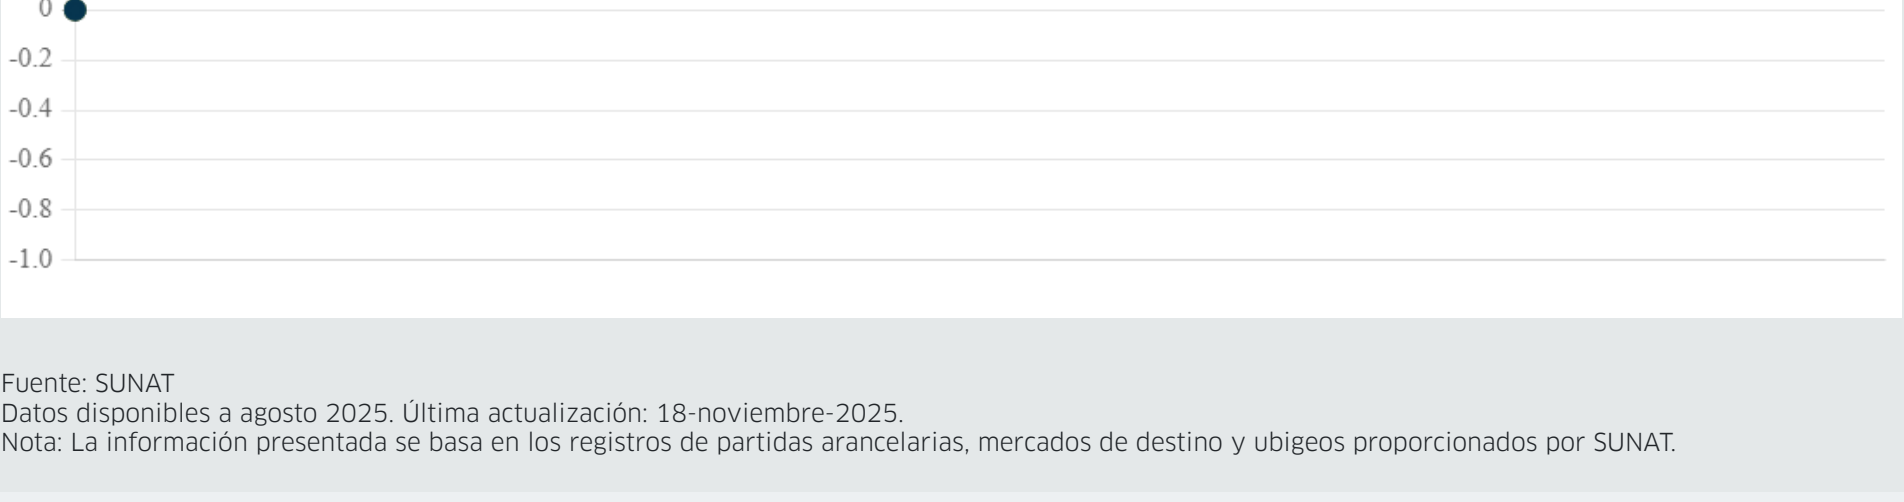 0
-0.2
-0.4
-0.6
-0.8
-1.0
Fuente: SUNAT
Datos disponibles a agosto 2025. Última actualización: 18-noviembre-2025.
Nota: La información presentada se basa en los registros de partidas arancelarias, mercados de destino y ubigeos proporcionados por SUNAT.